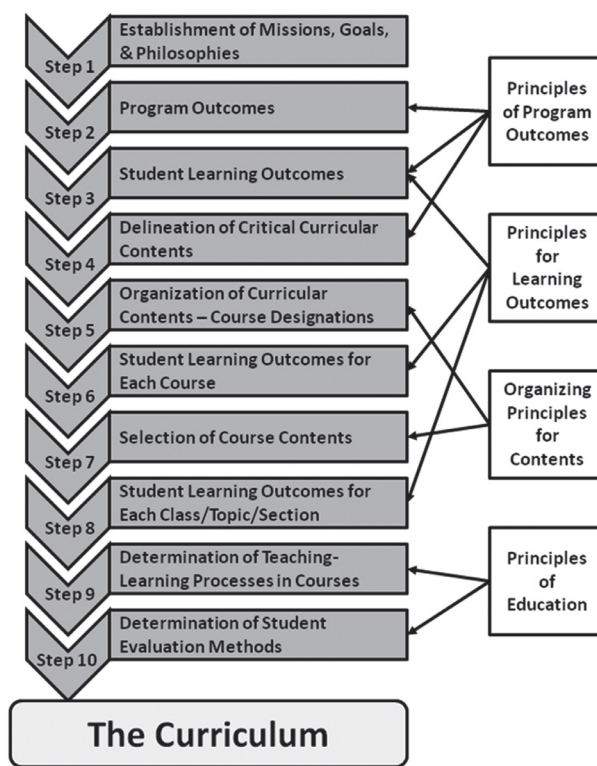 Step 1
Establishment of Missions, Goals,
& Philosophies
Step 2
Program Outcomes
Step 3
Student Learning Outcomes
Step 4
Delineation of Critical Curricular
Contents
Step 5
Organization of Curricular
Contents – Course Designations
Step 6
Student Learning Outcomes for
Each Course
Step 7
Selection of Course Contents
Step 8
Student Learning Outcomes for
Each Class/Topic/Section
Step 9
Determination of Teaching-
Learning Processes in Courses
Step 10
Determination of Student
Evaluation Methods
The Curriculum
Principles
of Program
Outcomes
Principles
for
Learning
Outcomes
Organizing
Principles
for
Contents
Principles
of
Education